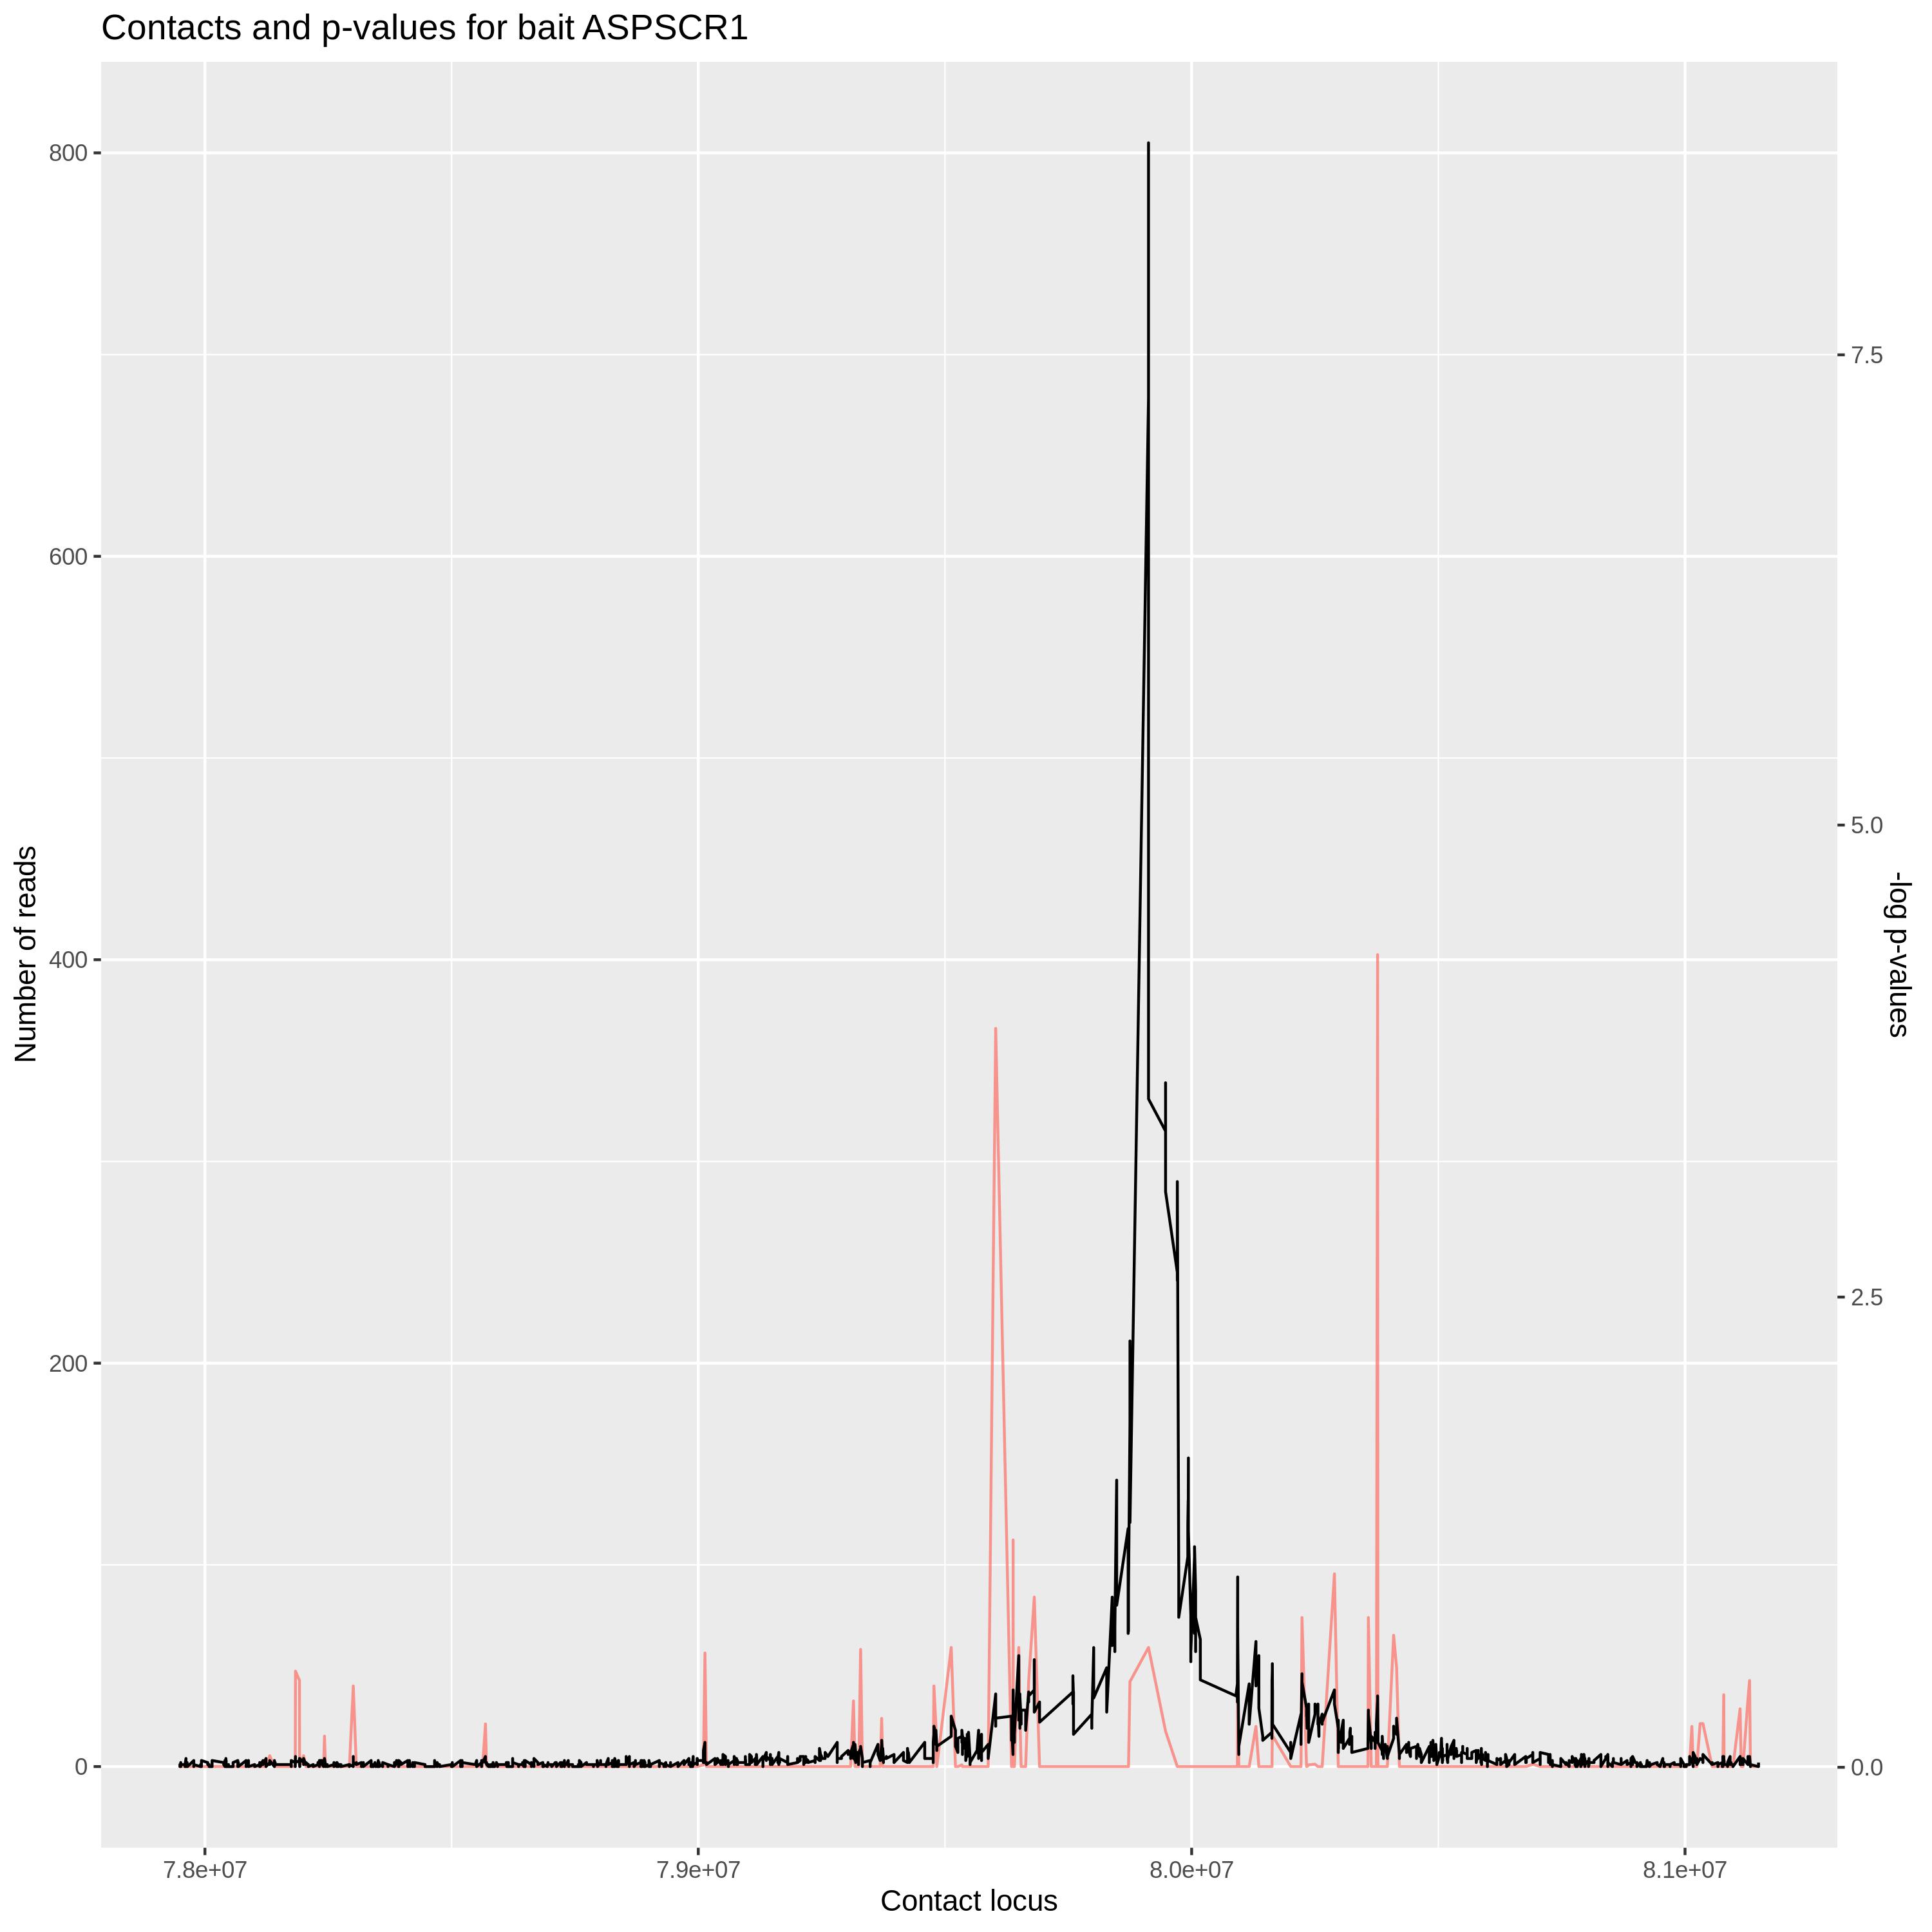 Contacts and p-values for bait ASPSCR1
800
600
400
200
0
Number of reads
7.5
5.0
2.5
0.0
-log p-values
7.8e+07
7.9e+07
8.0e+07
8.1e+07
Contact locus